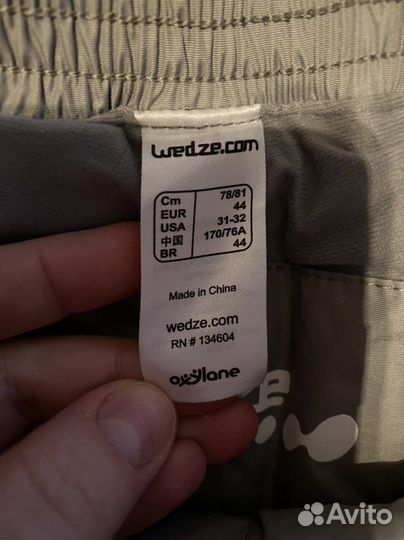 wedze.com
Cm 78/81
EUR 44
USA 31-32
中国 170/76A
BR 44
Made in China
wedze.com
RN # 134604
oxylane
Avito